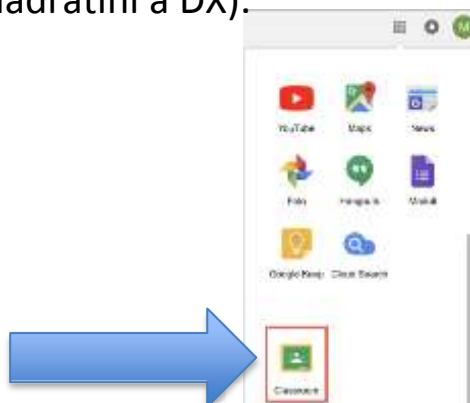 quadratini a DX).
M
YouTube Maps News
Foto Hangouts Moduli
Google Keep Cloud Search
Classroom